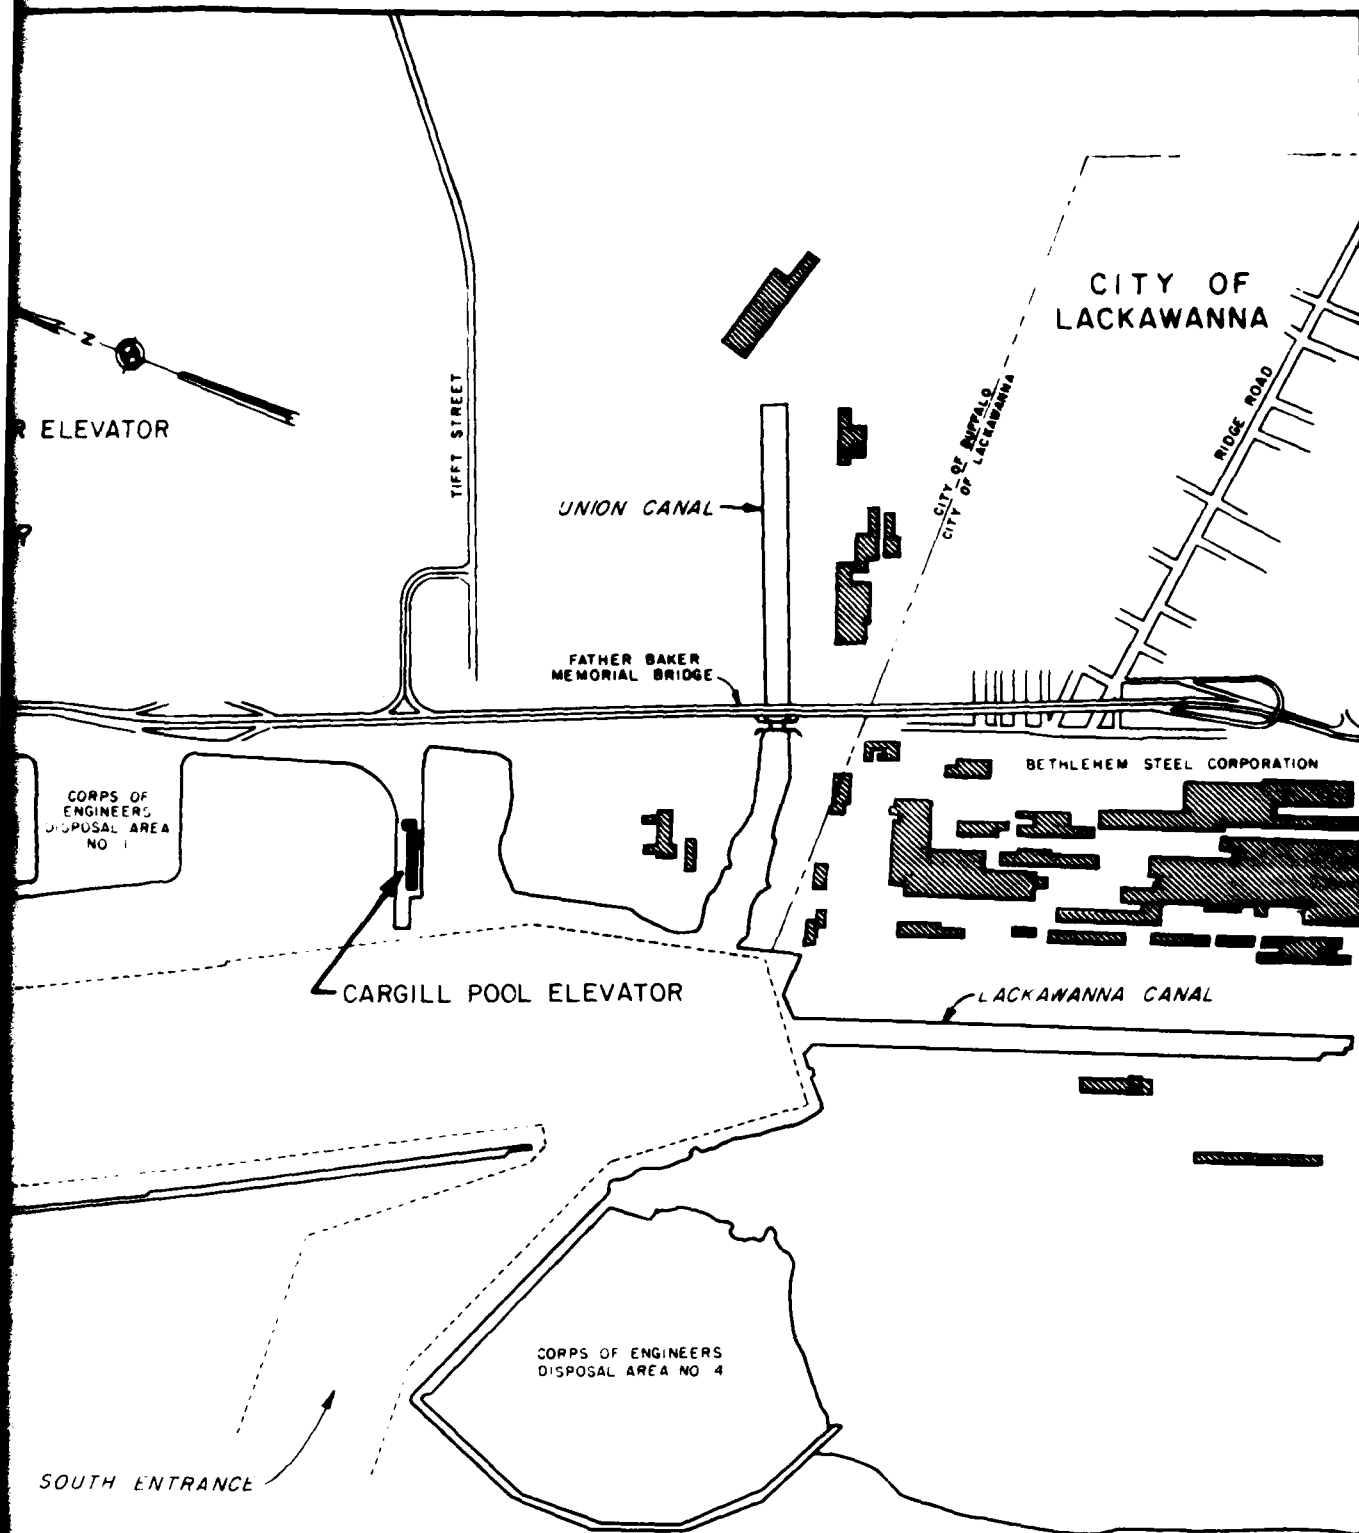 CITY OF
LACKAWANNA
N
ELEVATOR
TIFFT STREET
RIDGE ROAD
CITY OF BUFFALO
CITY OF LACKAWANNA
UNION CANAL
FATHER BAKER
MEMORIAL BRIDGE
BETHLEHEM STEEL CORPORATION
CORPS OF
ENGINEERS
DISPOSAL AREA
NO 1
CARGILL POOL ELEVATOR
LACKAWANNA CANAL
CORPS OF ENGINEERS
DISPOSAL AREA NO 4
SOUTH ENTRANCE